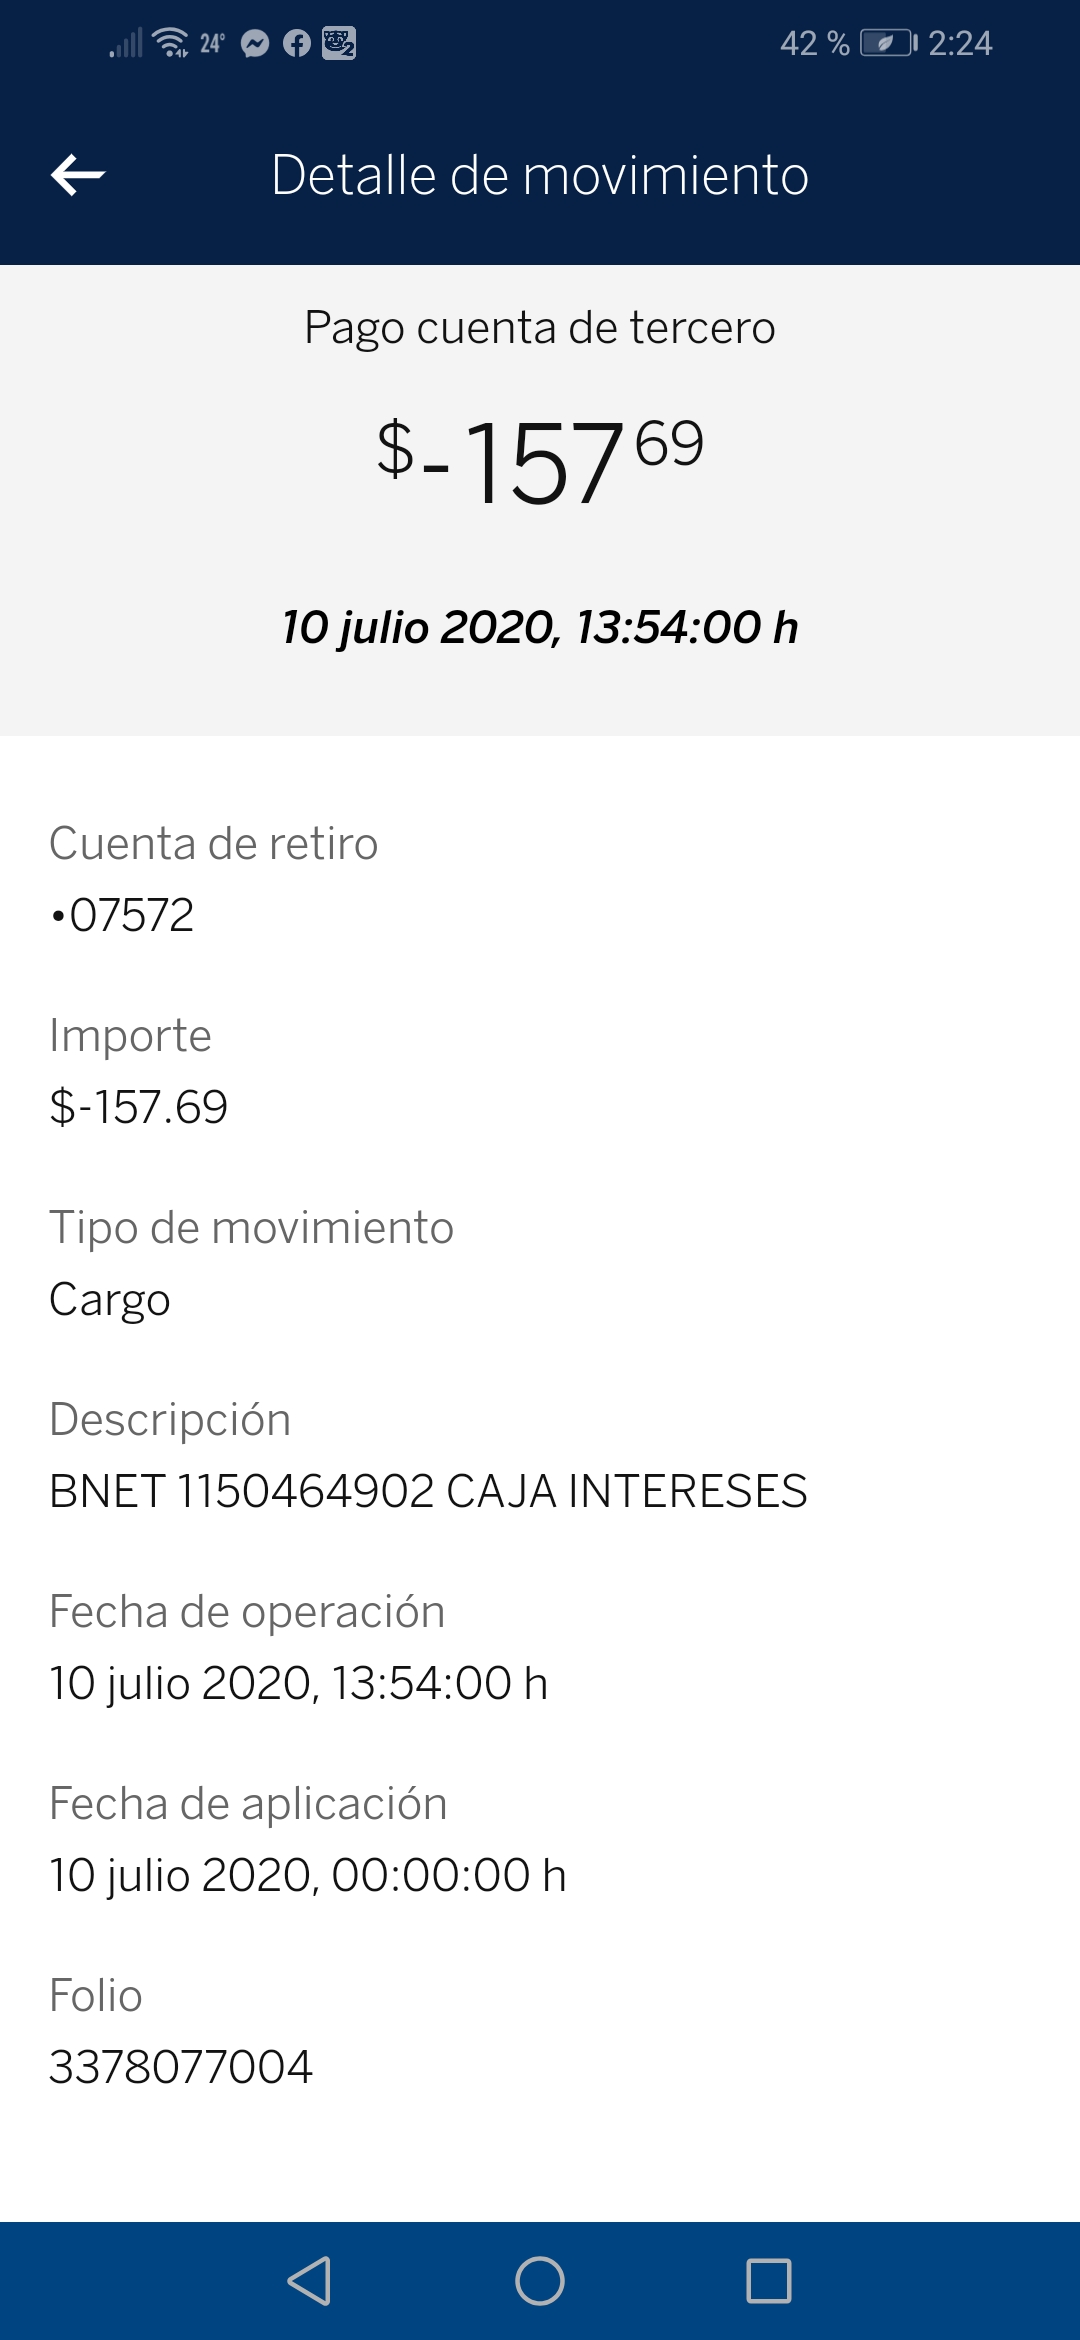 24° 2 42 % 2:24
Detalle de movimiento
Pago cuenta de tercero
$-157 69
10 julio 2020, 13:54:00 h
Cuenta de retiro
•07572
Importe
$-157.69
Tipo de movimiento
Cargo
Descripción
BNET 1150464902 CAJA INTERESES
Fecha de operación
10 julio 2020, 13:54:00 h
Fecha de aplicación
10 julio 2020, 00:00:00 h
Folio
3378077004